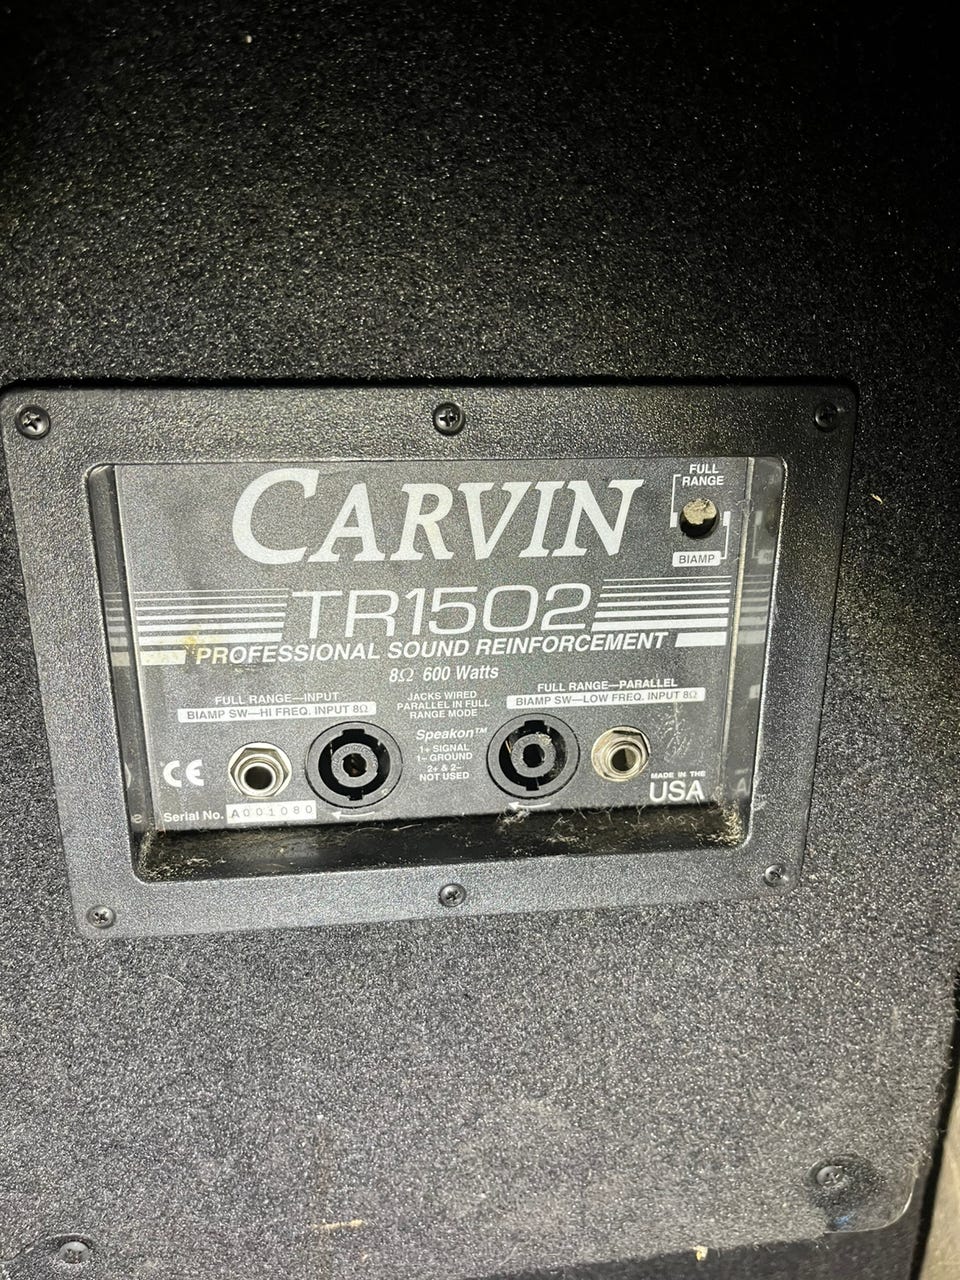 FULL
RANGE
CARVIN
BIAMP
TR1502
PROFESSIONAL SOUND REINFORCEMENT
8Ω 600 Watts
FULL RANGE—INPUT
BIAMP SW—HI FREQ. INPUT 8Ω
JACKS WIRED
PARALLEL IN FULL
RANGE MODE
FULL RANGE—PARALLEL
BIAMP SW—LOW FREQ. INPUT 8Ω
Speakon™
1+ SIGNAL
1– GROUND
2+ & 2–
NOT USED
CE
MADE IN THE
USA
Serial No. A001080